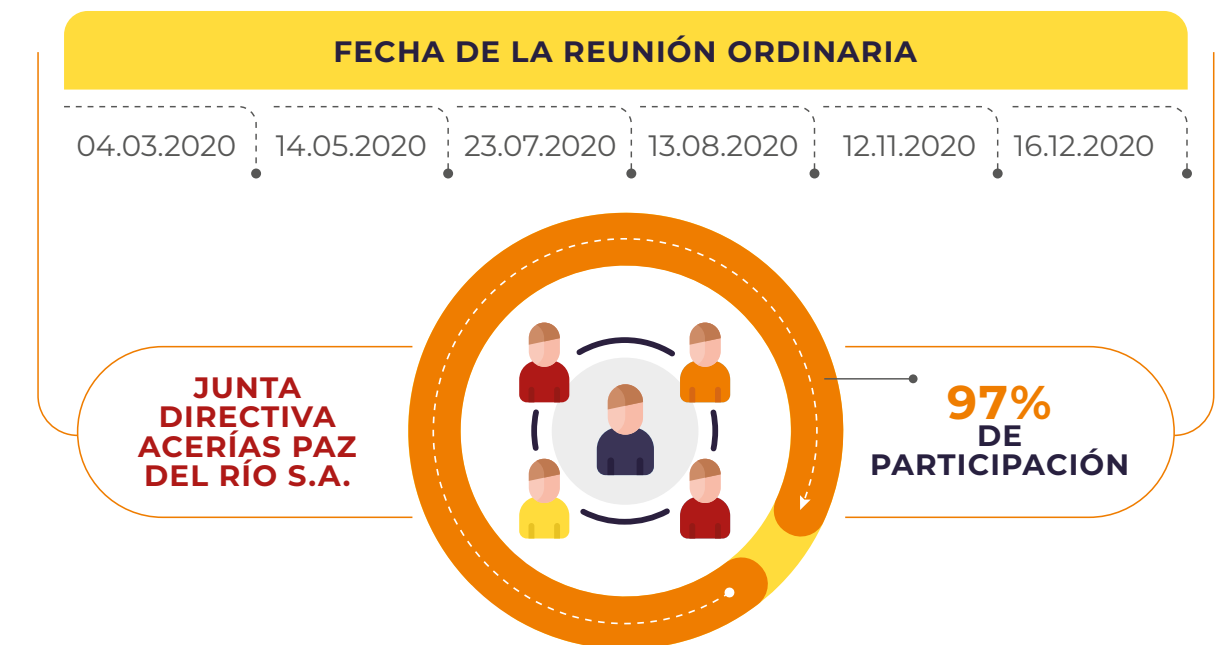 FECHA DE LA REUNIÓN ORDINARIA
04.03.2020 14.05.2020 23.07.2020 13.08.2020 12.11.2020 16.12.2020
JUNTA
DIRECTIVA
ACERÍAS PAZ
DEL RÍO S.A.
97%
DE
PARTICIPACIÓN